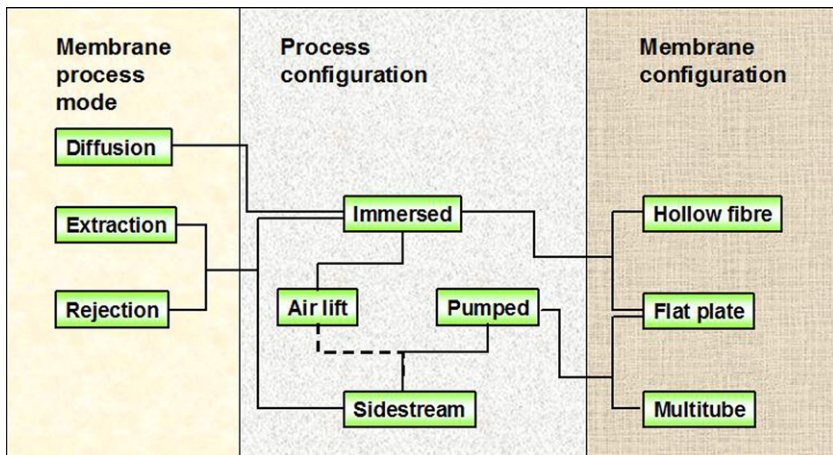 Membrane
process
mode
Process
configuration
Membrane
configuration
Diffusion
Extraction
Immersed
Hollow fibre
Rejection
Air lift
Pumped
Flat plate
Sidestream
Multitube